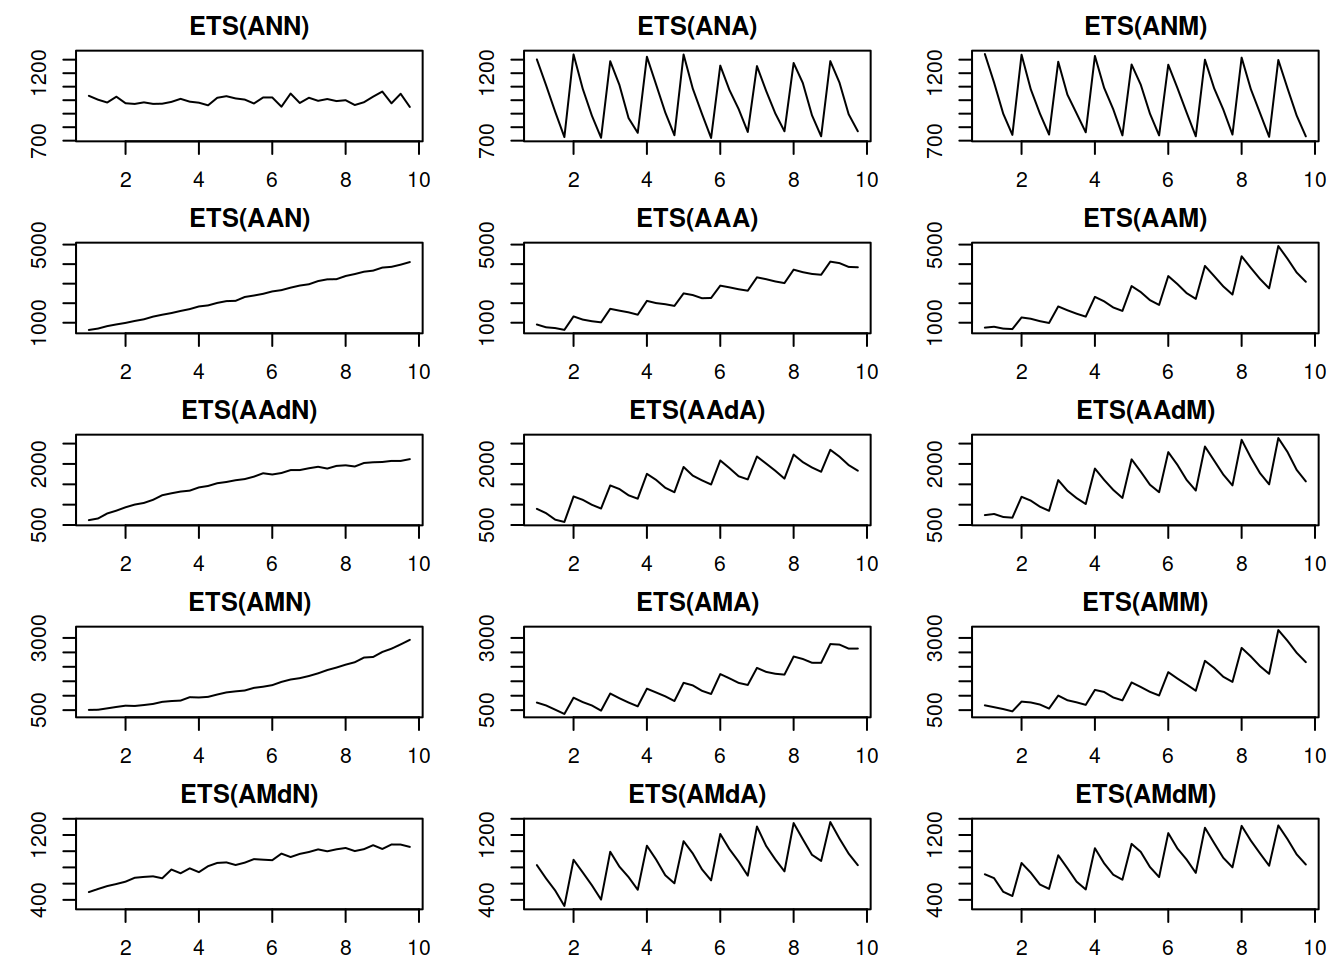 ETS(ANN) ETS(ANA) ETS(ANM)
1200 1200 1200
700 700 700
2 4 6 8 10 2 4 6 8 10 2 4 6 8 10
ETS(AAN) ETS(AAA) ETS(AAM)
5000 5000 5000
1000 1000 1000
2 4 6 8 10 2 4 6 8 10 2 4 6 8 10
ETS(AAdN) ETS(AAdA) ETS(AAdM)
2000 2000 2000
500 500 500
2 4 6 8 10 2 4 6 8 10 2 4 6 8 10
ETS(AMN) ETS(AMA) ETS(AMM)
3000 3000 3000
500 500 500
2 4 6 8 10 2 4 6 8 10 2 4 6 8 10
ETS(AMdN) ETS(AMdA) ETS(AMdM)
1200 1200 1200
400 400 400
2 4 6 8 10 2 4 6 8 10 2 4 6 8 10